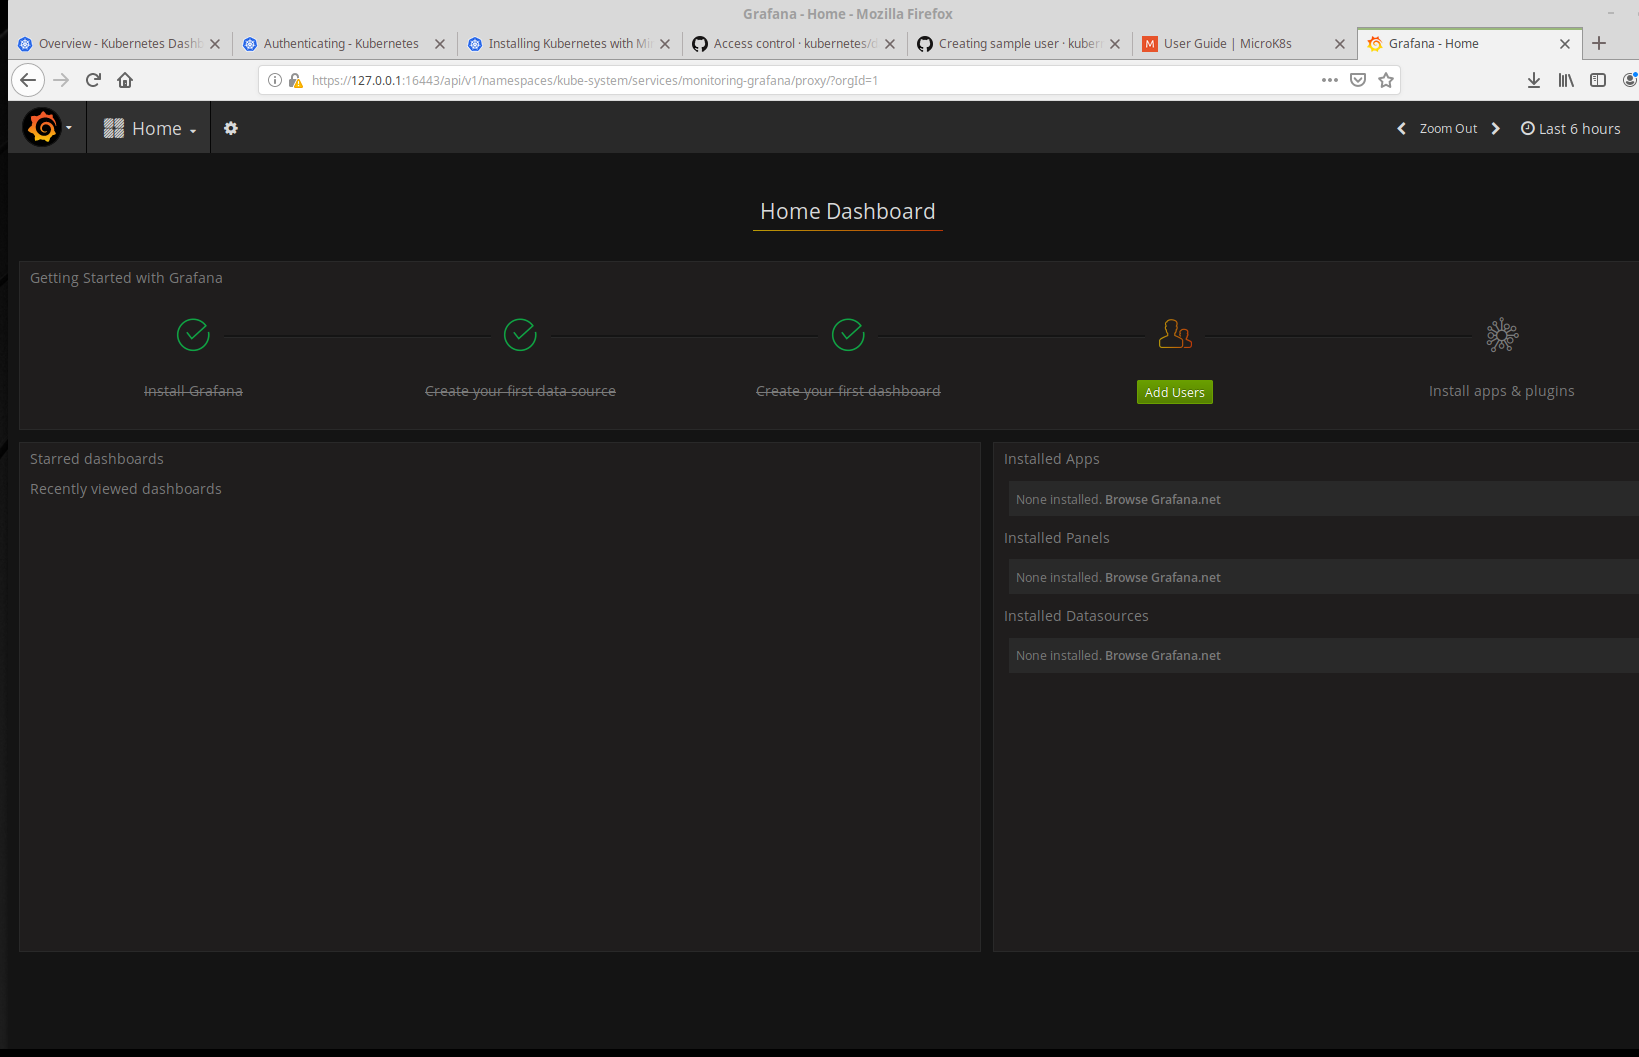 Grafana - Home - Mozilla Firefox
Overview - Kubernetes Dashb
Authenticating - Kubernetes
Installing Kubernetes with Min
Access control · kubernetes/d
Creating sample user · kubern
User Guide | MicroK8s
Grafana - Home
https://127.0.0.1:16443/api/v1/namespaces/kube-system/services/monitoring-grafana/proxy/?orgId=1
Home
Zoom Out
Last 6 hours
Home Dashboard
Getting Started with Grafana
Install Grafana
Create your first data source
Create your first dashboard
Add Users
Install apps & plugins
Starred dashboards
Recently viewed dashboards
Installed Apps
None installed. Browse Grafana.net
Installed Panels
None installed. Browse Grafana.net
Installed Datasources
None installed. Browse Grafana.net